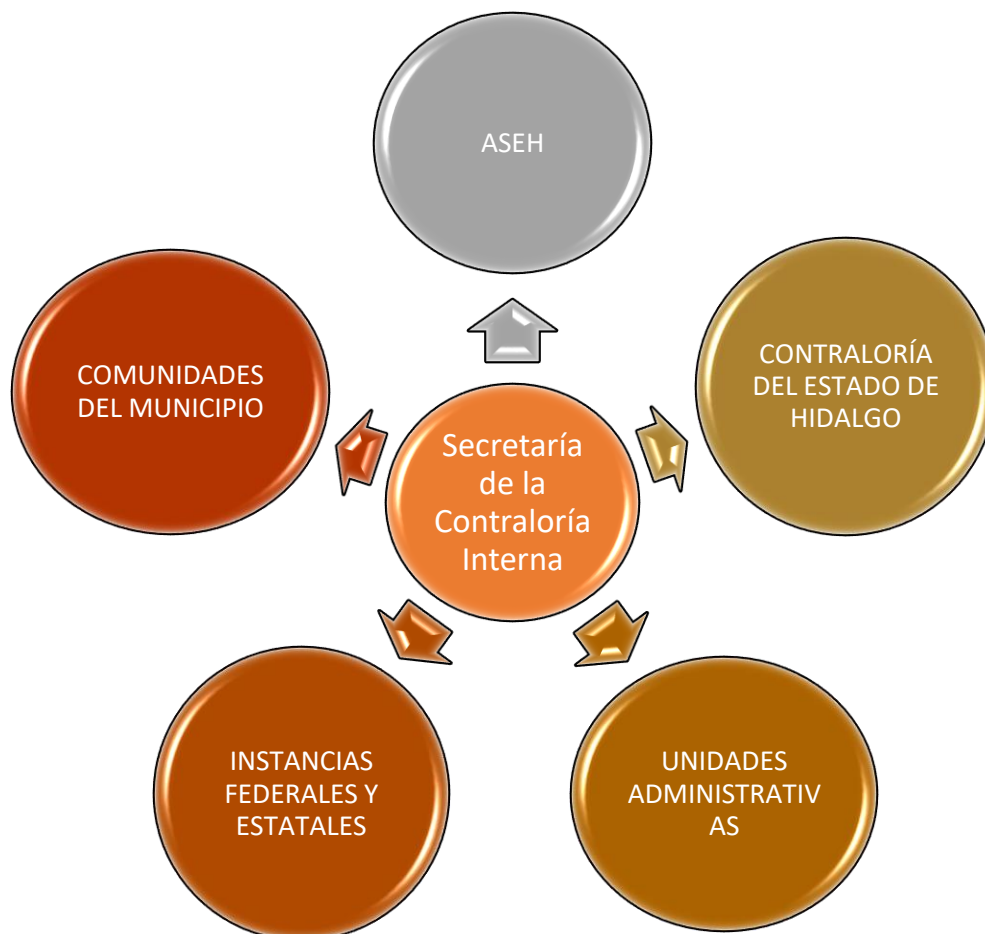 ASEH
CONTRALORÍA
DEL ESTADO DE
HIDALGO
COMUNIDADES
DEL MUNICIPIO
Secretaría
de la
Contraloría
Interna
INSTANCIAS
FEDERALES Y
ESTATALES
UNIDADES
ADMINISTRATIV
AS